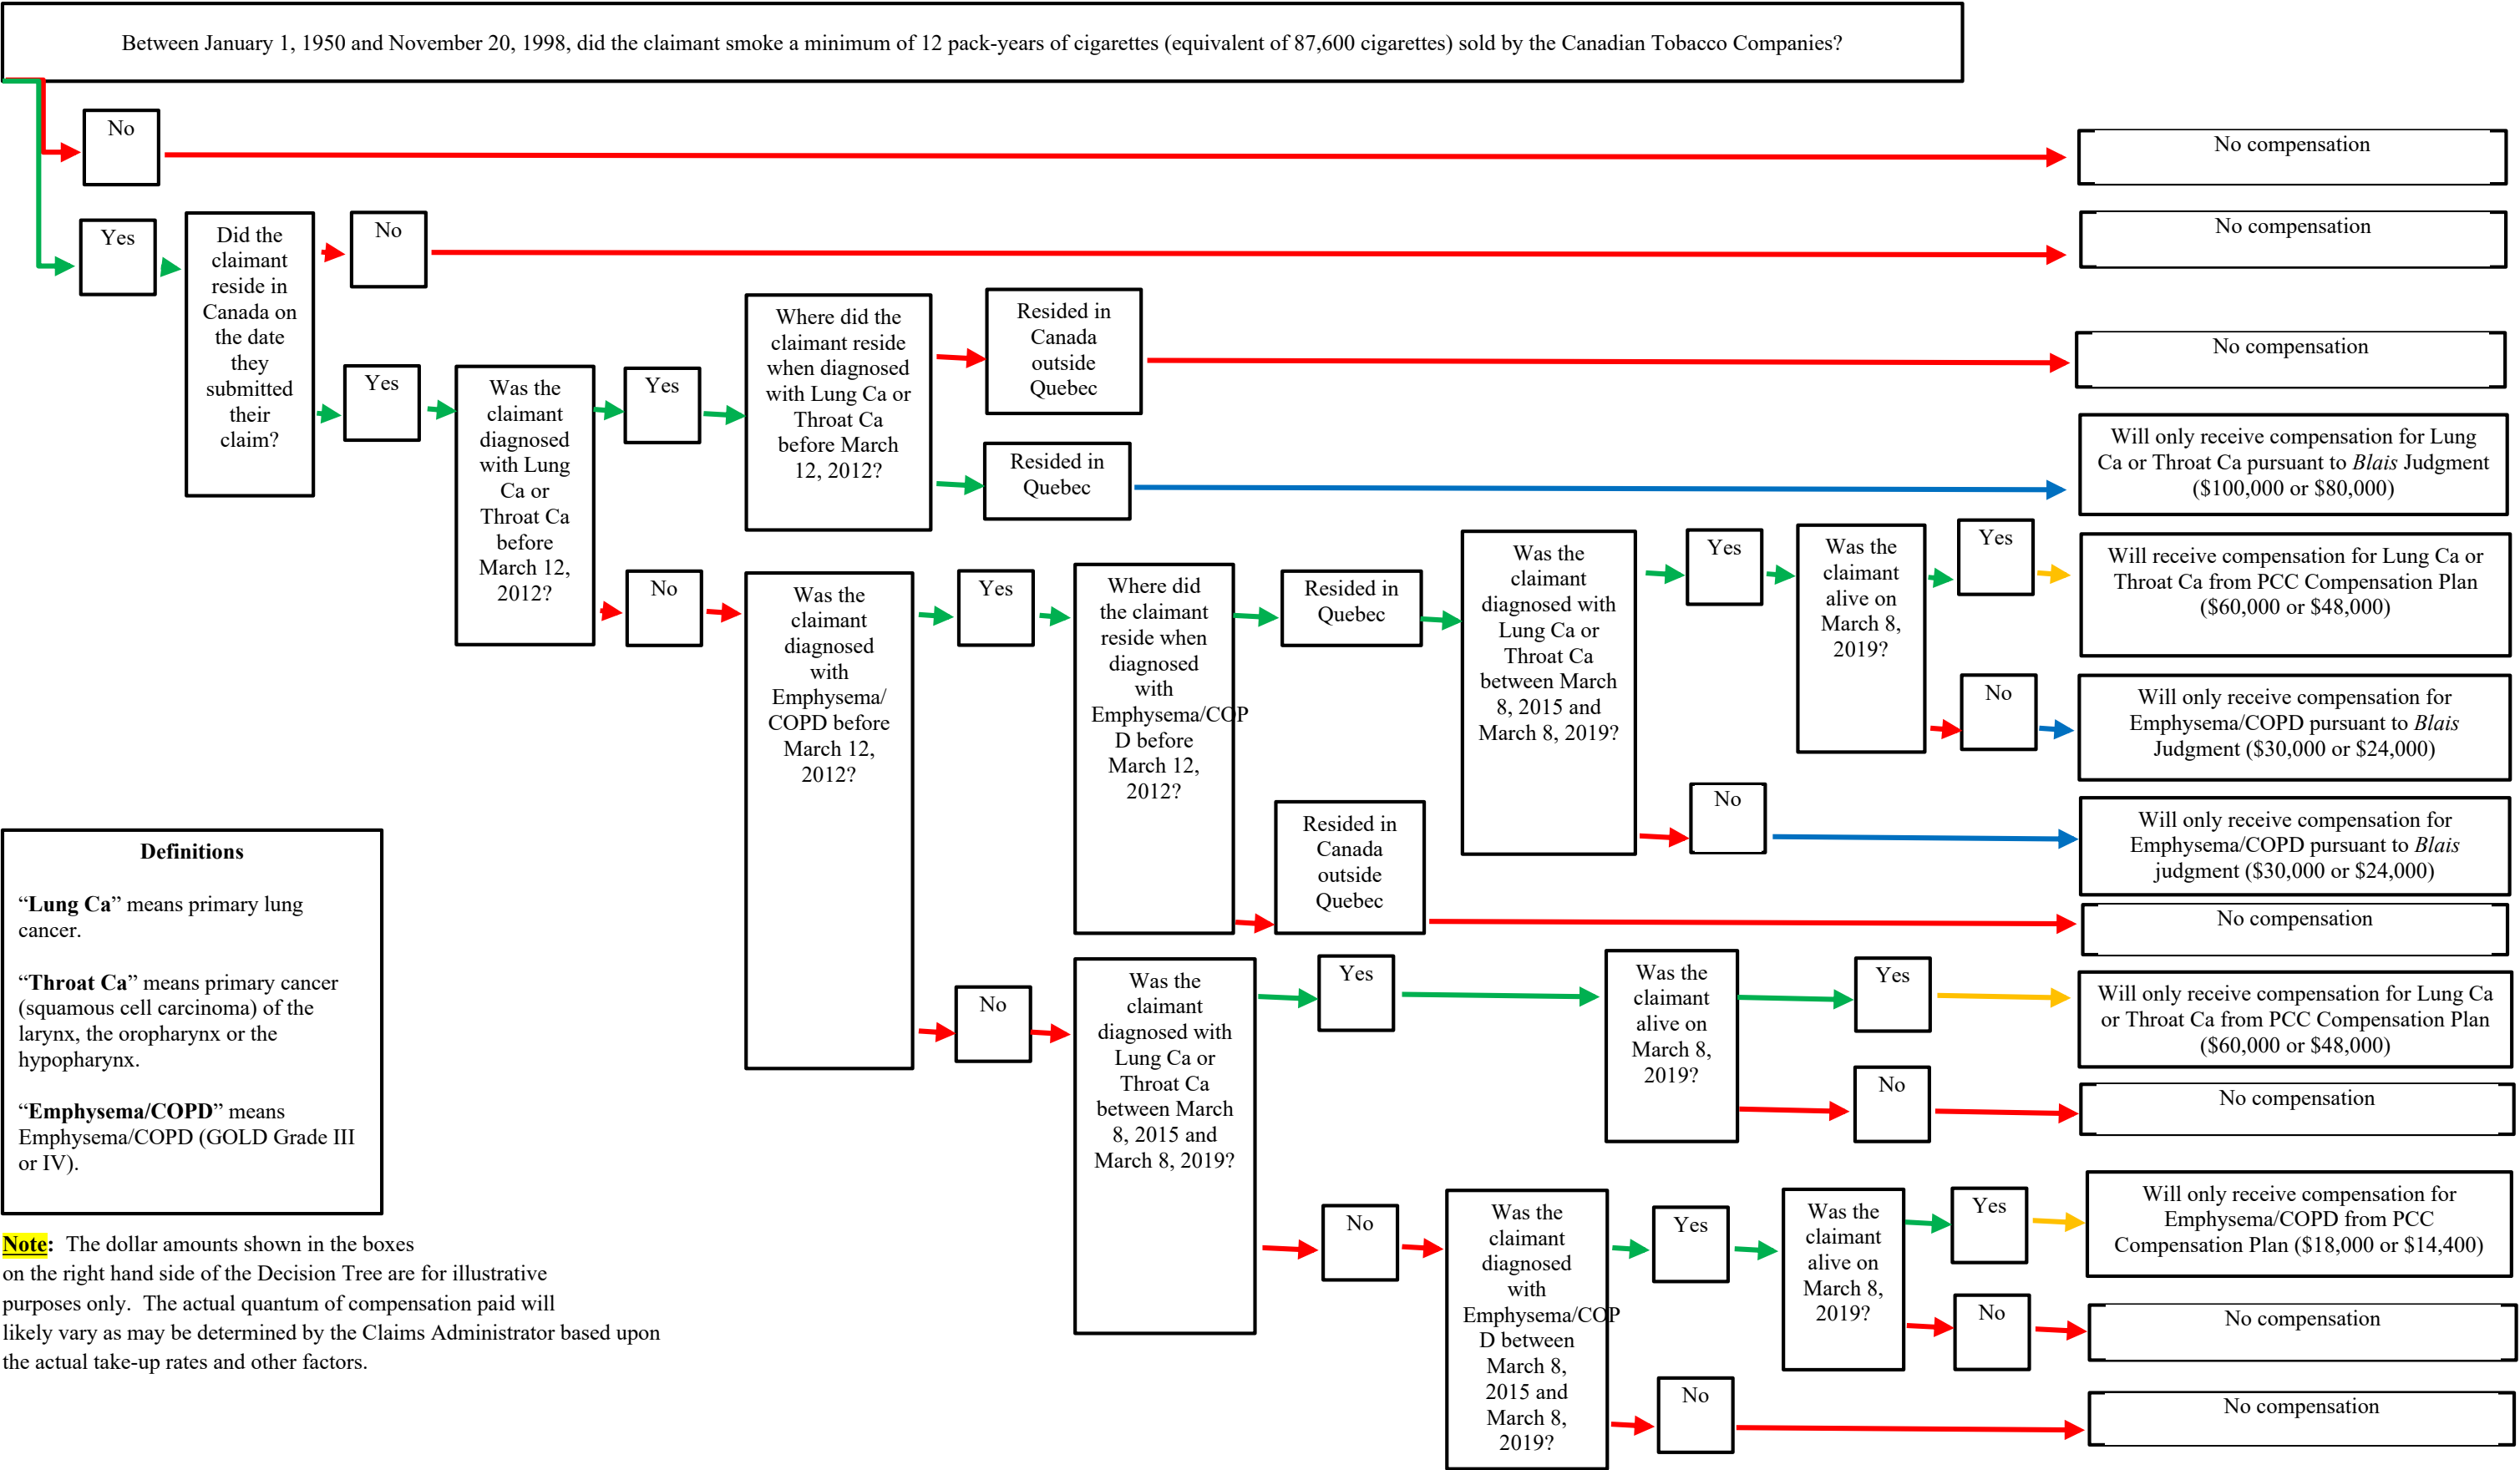 Between January 1, 1950 and November 20, 1998, did the claimant smoke a minimum of 12 pack-years of cigarettes (equivalent of 87,600 cigarettes) sold by the Canadian Tobacco Companies?
No
No compensation
Yes
Did the
claimant
reside in
Canada on
the date
they
submitted
their
claim?
No
No compensation
Yes
Was the
claimant
diagnosed
with Lung
Ca or
Throat Ca
before
March 12,
2012?
Yes
Where did the
claimant reside
when diagnosed
with Lung Ca or
Throat Ca
before March
12, 2012?
Resided in
Canada
outside
Quebec
No compensation
Resided in
Quebec
Will only receive compensation for Lung
Ca or Throat Ca pursuant to Blais Judgment
($100,000 or $80,000)
No
Was the
claimant
diagnosed
with
Emphysema/
COPD before
March 12,
2012?
Yes
Where did
the claimant
reside when
diagnosed
with
Emphysema/COP
D before
March 12,
2012?
Resided in
Quebec
Was the
claimant
diagnosed with
Lung Ca or
Throat Ca
between March
8, 2015 and
March 8, 2019?
Yes
Was the
claimant
alive on
March 8,
2019?
Yes
Will receive compensation for Lung Ca or
Throat Ca from PCC Compensation Plan
($60,000 or $48,000)
No
Will only receive compensation for
Emphysema/COPD pursuant to Blais
Judgment ($30,000 or $24,000)
No
Will only receive compensation for
Emphysema/COPD pursuant to Blais
judgment ($30,000 or $24,000)
Resided in
Canada
outside
Quebec
No compensation
No
Was the
claimant
diagnosed with
Lung Ca or
Throat Ca
between March
8, 2015 and
March 8, 2019?
Yes
Was the
claimant
alive on
March 8,
2019?
Yes
Will only receive compensation for Lung Ca
or Throat Ca from PCC Compensation Plan
($60,000 or $48,000)
No
No compensation
No
Was the
claimant
diagnosed
with
Emphysema/COP
D between
March 8,
2015 and
March 8,
2019?
Yes
Was the
claimant
alive on
March 8,
2019?
Yes
Will only receive compensation for
Emphysema/COPD from PCC
Compensation Plan ($18,000 or $14,400)
No
No compensation
No
No compensation
Definitions
“Lung Ca” means primary lung
cancer.
“Throat Ca” means primary cancer
(squamous cell carcinoma) of the
larynx, the oropharynx or the
hypopharynx.
“Emphysema/COPD” means
Emphysema/COPD (GOLD Grade III
or IV).
Note: The dollar amounts shown in the boxes
on the right hand side of the Decision Tree are for illustrative
purposes only. The actual quantum of compensation paid will
likely vary as may be determined by the Claims Administrator based upon
the actual take-up rates and other factors.